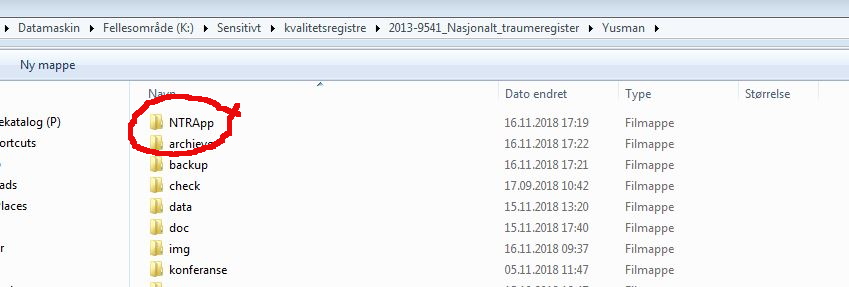 Datamaskin ▸ Fellesområde (K:) ▸ Sensitivt ▸ kvalitetsregistre ▸ 2013-9541_Nasjonalt_traumeregister ▸ Yusman ▸
Ny mappe
Navn Dato endret Type Størrelse
ekatalog (P) NTRApp 16.11.2018 17:19 Filmappe
ortcuts archieve 16.11.2018 17:22 Filmappe
backup 16.11.2018 17:21 Filmappe
ads check 17.09.2018 10:42 Filmappe
Places data 15.11.2018 13:20 Filmappe
doc 15.11.2018 17:40 Filmappe
r img 16.11.2018 09:37 Filmappe
konferanse 05.11.2018 11:47 Filmappe